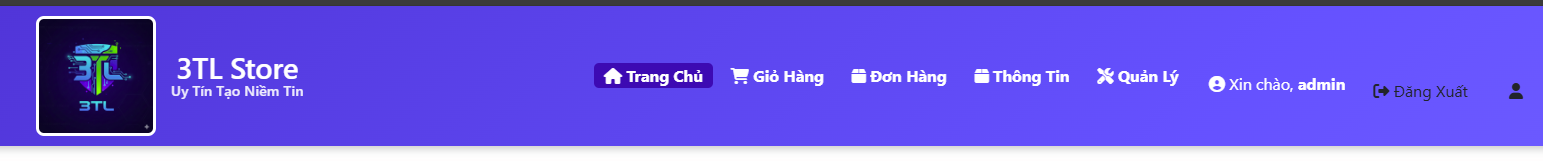 3TL
3TL
3TL Store
Uy Tín Tạo Niềm Tin
Trang Chủ Giỏ Hàng Đơn Hàng Thông Tin Quản Lý Xin chào, admin Đăng Xuất